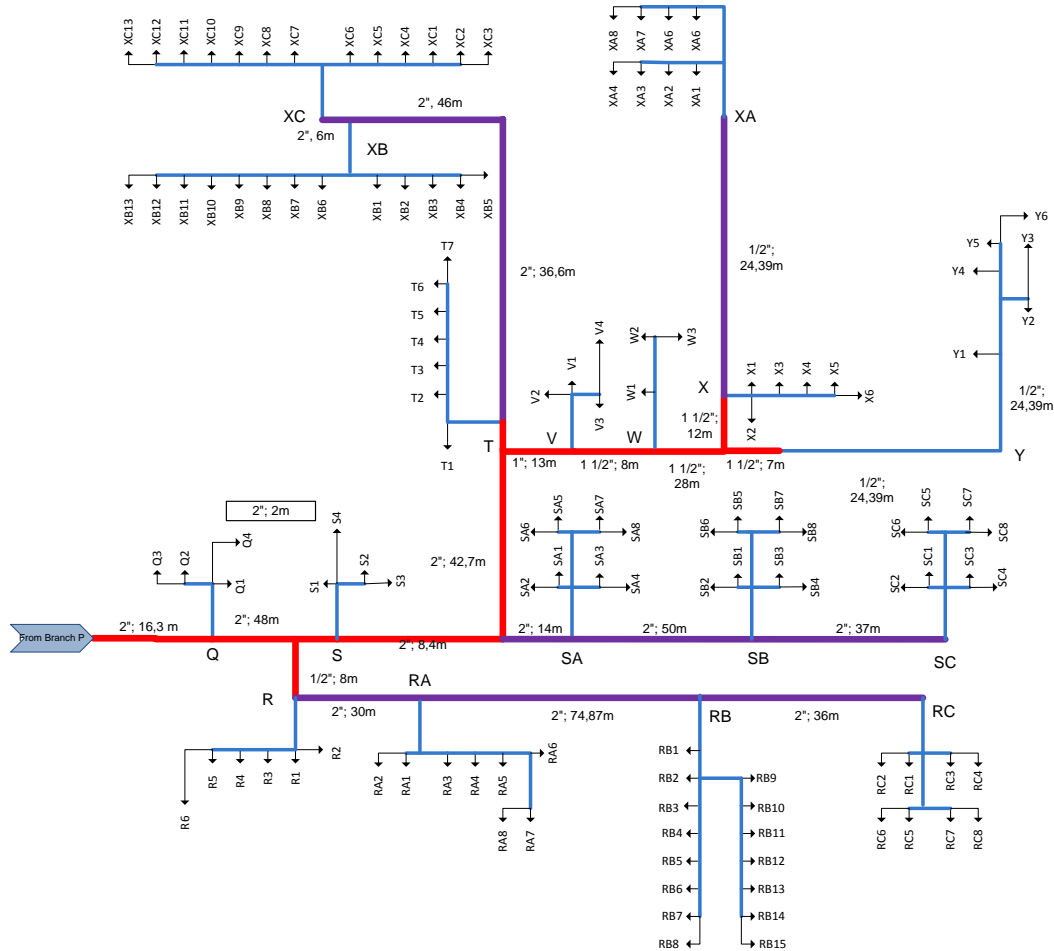 XC13
XC12
XC11
XC10
XC9
XC8
XC7
XC6
XC5
XC4
XC1
XC2
XC3
XA8
XA7
XA6
XA6
XA4
XA3
XA2
XA1
XC
2", 46m
XA
2", 6m
XB
XB13
XB12
XB11
XB10
XB9
XB8
XB7
XB6
XB1
XB2
XB3
XB4
XB5
Y6
Y5
Y3
Y4
Y2
Y1
T7
T6
T5
T4
T3
T2
T1
2"; 36,6m
1/2";
24,39m
V4
V1
V2
V3
W2
W3
W1
X
X1
X3
X4
X5
X6
X2
1/2";
24,39m
1 1/2";
12m
T
V
W
Y
1"; 13m
1 1/2"; 8m
1 1/2";
28m
1 1/2"; 7m
1/2";
24,39m
2"; 2m
S4
Q4
Q3
Q2
Q1
S1
S2
S3
2"; 42,7m
SA5
SA7
SA6
SA8
SA1
SA3
SA2
SA4
SB5
SB7
SB6
SB8
SB1
SB3
SB2
SB4
SC5
SC7
SC6
SC8
SC1
SC3
SC2
SC4
From Branch P
2"; 16,3 m
2"; 48m
2"; 8,4m
2"; 14m
2"; 50m
2"; 37m
Q
S
SA
SB
SC
1/2"; 8m
R
RA
RB
RC
2"; 30m
2"; 74,87m
2"; 36m
R6
R5
R4
R3
R1
R2
RA2
RA1
RA3
RA4
RA5
RA6
RA8
RA7
RB1
RB2
RB9
RB3
RB10
RB4
RB11
RB5
RB12
RB6
RB13
RB7
RB14
RB8
RB15
RC2
RC1
RC3
RC4
RC6
RC5
RC7
RC8